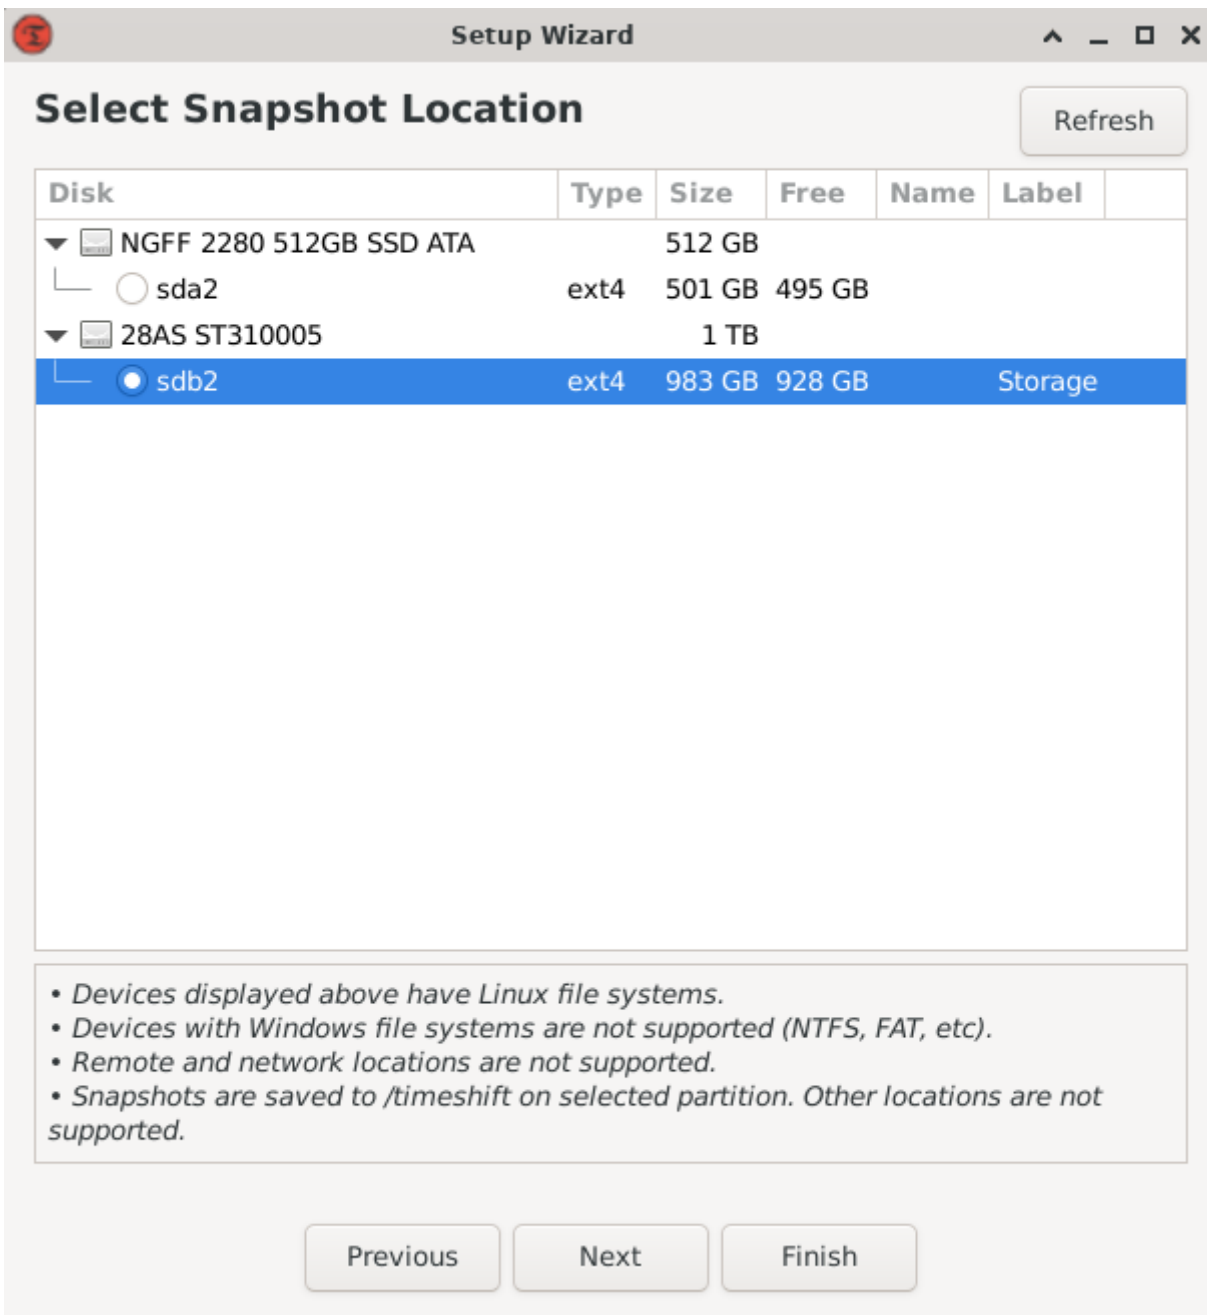 Setup Wizard
Select Snapshot Location
Refresh
Disk Type Size Free Name Label
NGFF 2280 512GB SSD ATA 512 GB
sda2 ext4 501 GB 495 GB
28AS ST310005 1 TB
sdb2 ext4 983 GB 928 GB Storage
• Devices displayed above have Linux file systems.
• Devices with Windows file systems are not supported (NTFS, FAT, etc).
• Remote and network locations are not supported.
• Snapshots are saved to /timeshift on selected partition. Other locations are not
supported.
Previous Next Finish